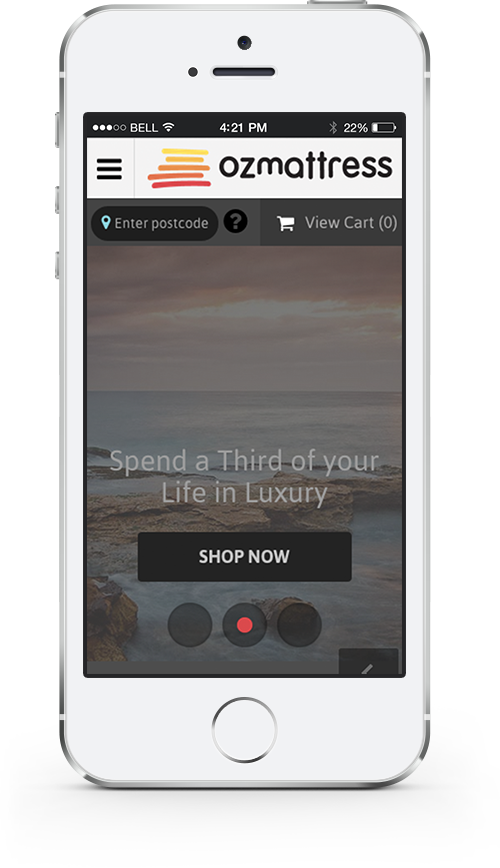 BELL 4:21 PM 22%
ozmattress
Enter postcode ? View Cart (0)
Spend a Third of your
Life in Luxury
SHOP NOW